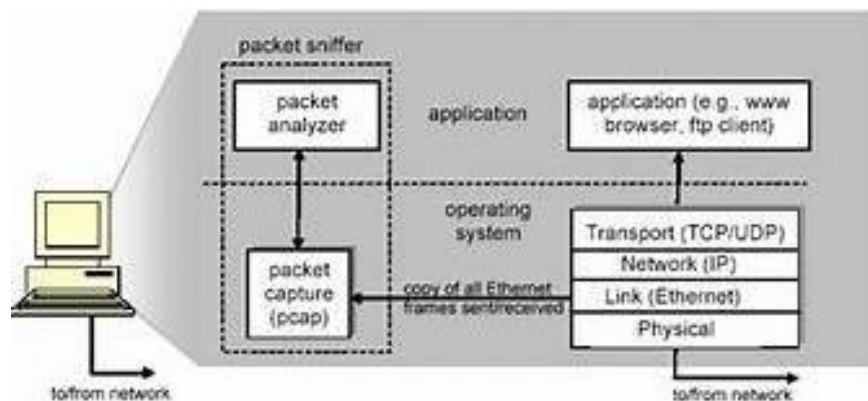 packet sniffer
packet
analyzer
application
application (e.g., www
browser, ftp client)
operating
system
packet
capture
(pcap)
copy of all Ethernet
frames sent/received
Transport (TCP/UDP)
Network (IP)
Link (Ethernet)
Physical
to/from network
to/from network